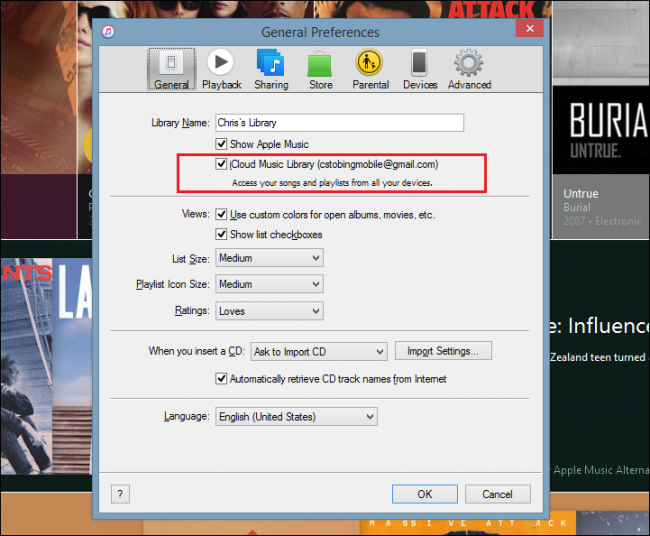 ATTACK
General Preferences
General Playback Sharing Store Parental Devices Advanced
Library Name: Chris's Library
Show Apple Music
iCloud Music Library (cstobingmobile@gmail.com)
Access your songs and playlists from all your devices.
Views: Use custom colors for open albums, movies, etc.
Show list checkboxes
List Size: Medium
Playlist Icon Size: Medium
Ratings: Loves
When you insert a CD: Ask to Import CD Import Settings...
Automatically retrieve CD track names from Internet
Language: English (United States)
? OK Cancel
BURIA
UNTRUE.
Untrue
Burial
2007 • Electronic
NTS LA
e: Influence
Zealand teen turned a
Apple Music Alterna
MASSIVE ATTACK